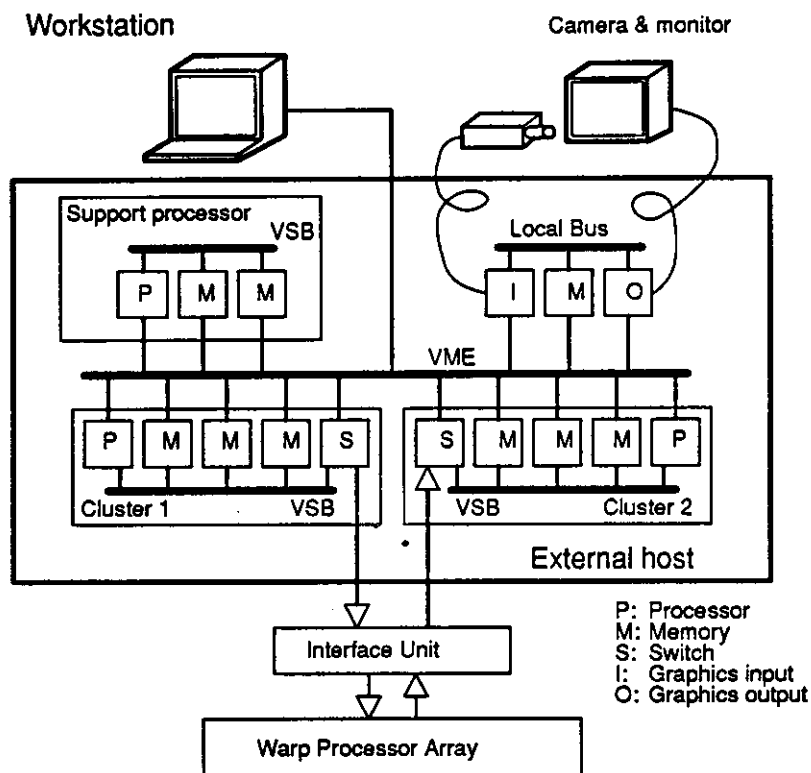 Workstation
Camera & monitor
Support processor
VSB
Local Bus
P M M
I M O
VME
P M M M S
S M M M P
Cluster 1
VSB
VSB
Cluster 2
External host
P: Processor
M: Memory
S: Switch
I: Graphics input
O: Graphics output
Interface Unit
Warp Processor Array